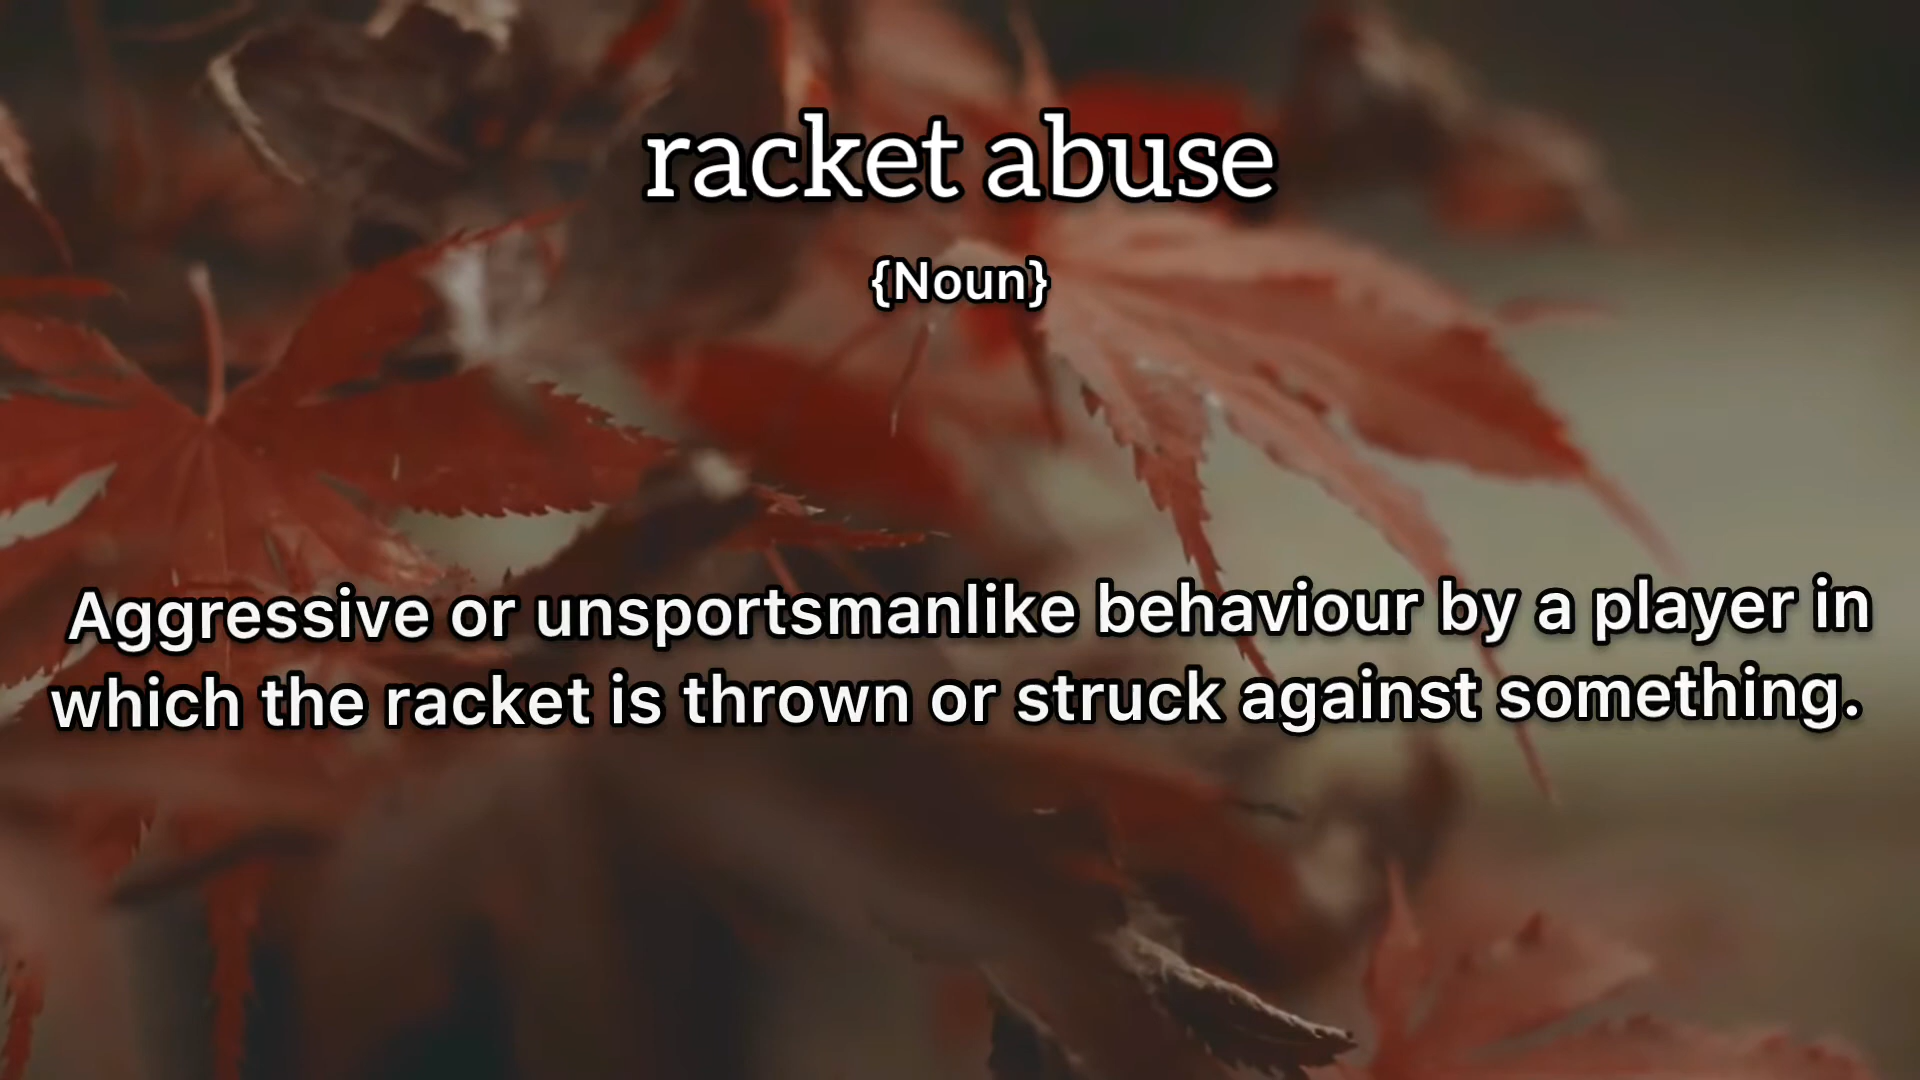 racket abuse
{Noun}
Aggressive or unsportsmanlike behaviour by a player in
which the racket is thrown or struck against something.